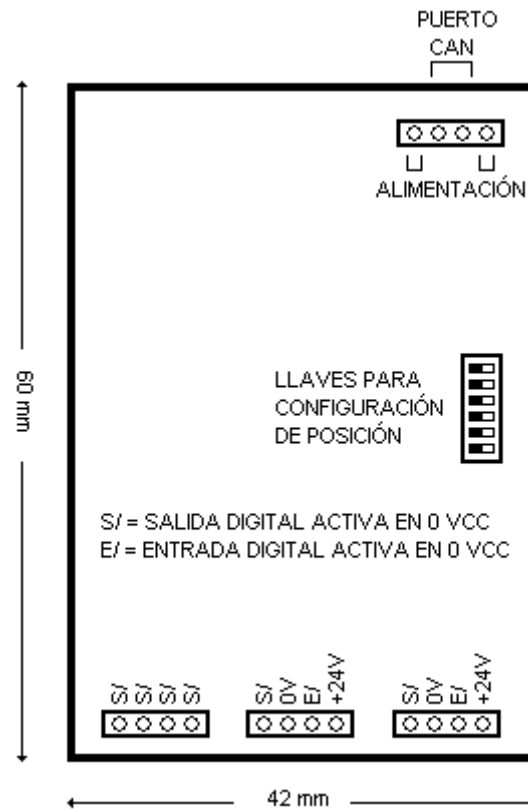 PUERTO
CAN
ALIMENTACIÓN
60 mm
LLAVES PARA
CONFIGURACIÓN
DE POSICIÓN
S/ = SALIDA DIGITAL ACTIVA EN 0 VCC
E/ = ENTRADA DIGITAL ACTIVA EN 0 VCC
S/ S/ S/ S/ S/ 0V E/ +24V S/ 0V E/ +24V
42 mm